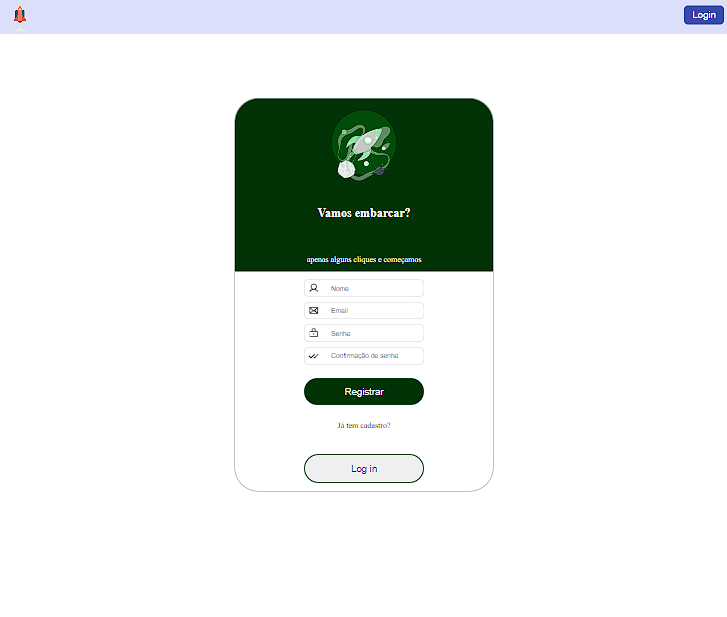 Login
Vamos embarcar?
apenas alguns cliques e começamos
Nome
Email
Senha
Confirmação de senha
Registrar
Já tem cadastro?
Log in